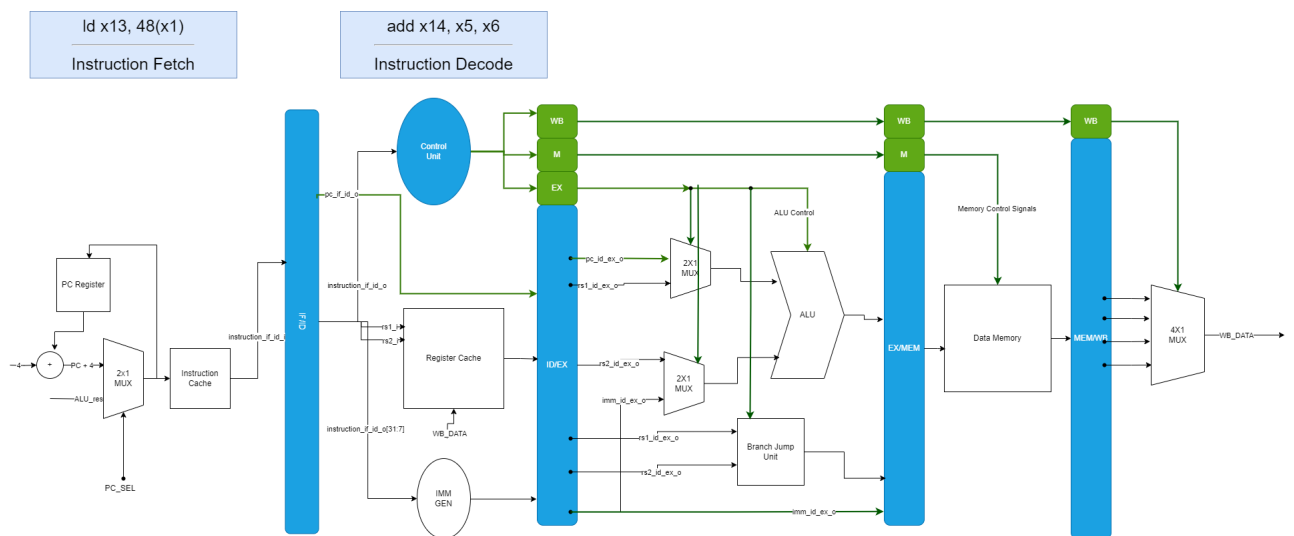 ld x13, 48(x1)
Instruction Fetch
add x14, x5, x6
Instruction Decode
WB
M
EX
Control
Unit
WB
M
WB
pc_if_id_o
ALU Control
Memory Control Signals
PC Register
instruction_if_id_o
pc_id_ex_o
rs1_id_ex_o
2X1
MUX
ALU
IF/ID
rs1_i
rs2_i
Register Cache
ID/EX
EX/MEM
Data Memory
MEM/WB
4X1
MUX
WB_DATA
instruction_if_id_i
4
+
PC + 4
ALU_res
2x1
MUX
Instruction
Cache
rs2_id_ex_o
imm_id_ex_o
2X1
MUX
instruction_if_id_o[31:7]
WB_DATA
rs1_id_ex_o
rs2_id_ex_o
Branch Jump
Unit
PC_SEL
IMM
GEN
imm_id_ex_o